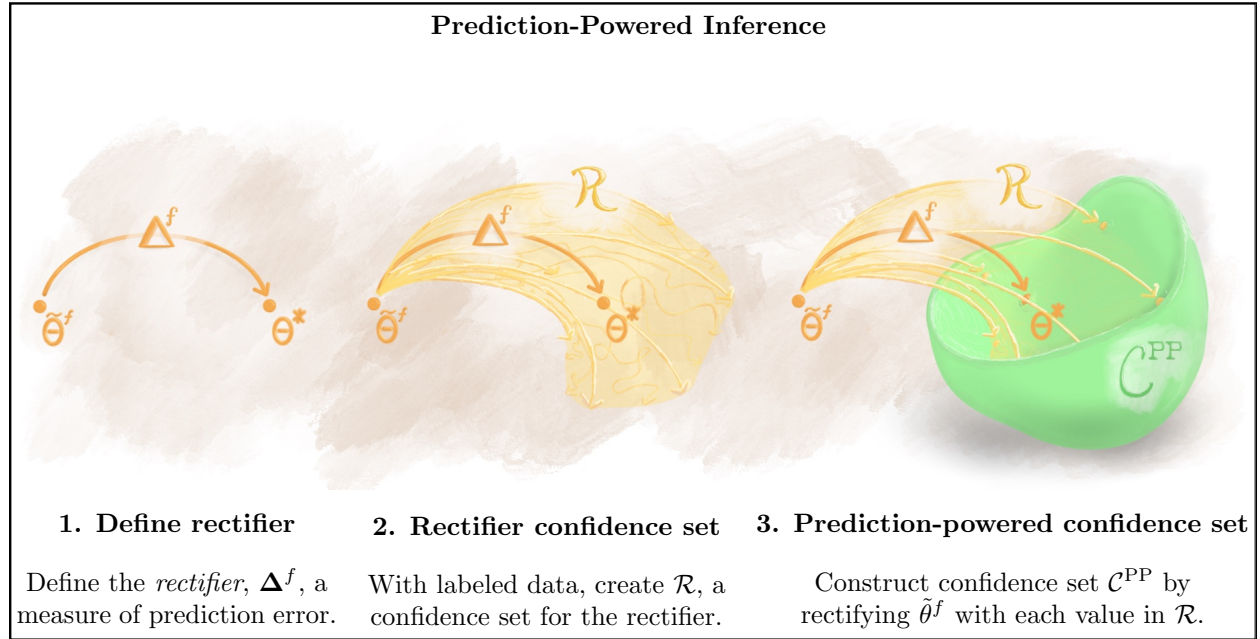 Prediction-Powered Inference
Δ^f
θ̃^f
θ*
R
Δ^f
θ̃^f
θ*
R
Δ^f
θ̃^f
θ*
C^PP
1. Define rectifier
Define the rectifier, Δ^f, a
measure of prediction error.
2. Rectifier confidence set
With labeled data, create R, a
confidence set for the rectifier.
3. Prediction-powered confidence set
Construct confidence set C^PP by
rectifying θ̃^f with each value in R.